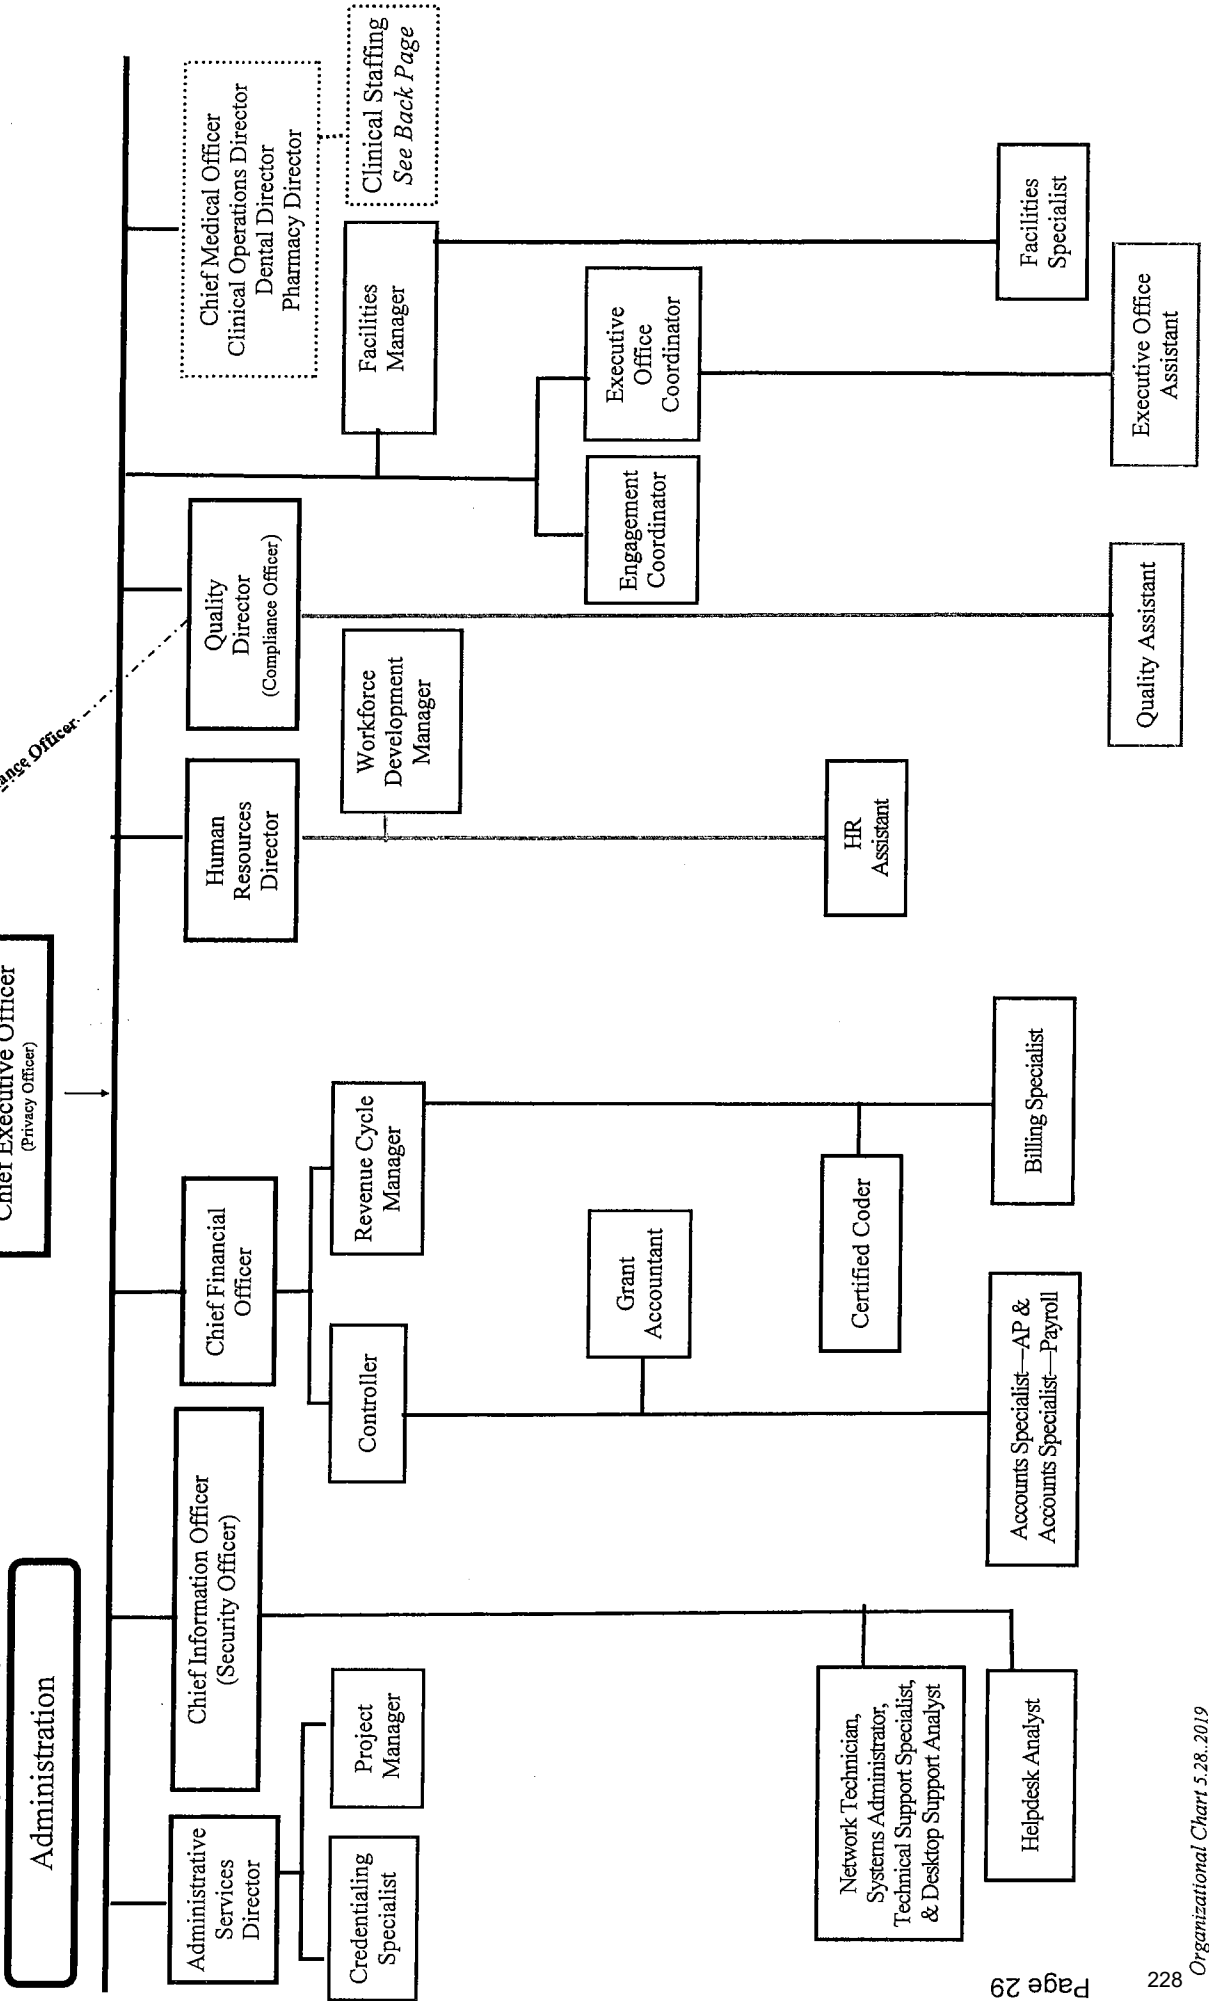 Administration
Chief Executive Officer
(Privacy Officer)
Officer
Administrative
Services
Director
Chief Information Officer
(Security Officer)
Chief Financial
Officer
Human
Resources
Director
Quality
Director
(Compliance Officer)
Chief Medical Officer
Clinical Operations Director
Dental Director
Pharmacy Director
Credentialing
Specialist
Project
Manager
Controller
Revenue Cycle
Manager
Workforce
Development
Manager
Facilities
Manager
Clinical Staffing
See Back Page
Grant
Accountant
Engagement
Coordinator
Executive
Office
Coordinator
Network Technician,
Systems Administrator,
Technical Support Specialist,
& Desktop Support Analyst
Certified Coder
HR
Assistant
Helpdesk Analyst
Accounts Specialist—AP &
Accounts Specialist—Payroll
Billing Specialist
Facilities
Specialist
Quality Assistant
Executive Office
Assistant
Page 29
228
Organizational Chart 5.28..2019